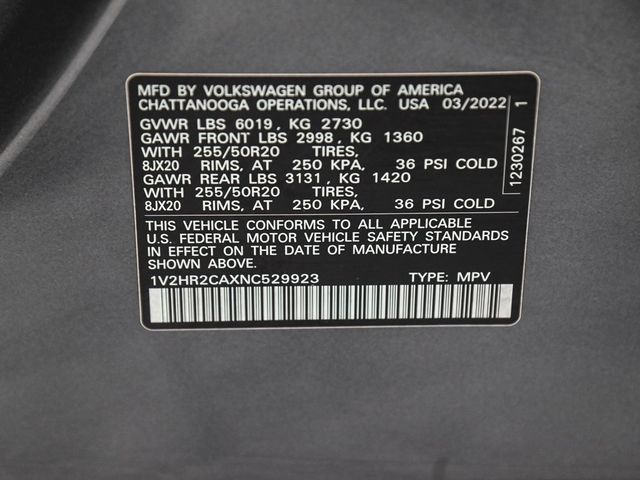 MFD BY VOLKSWAGEN GROUP OF AMERICA
CHATTANOOGA OPERATIONS, LLC. USA 03/2022
GVWR LBS 6019, KG 2730
GAWR FRONT LBS 2998, KG 1360
WITH 255/50R20 TIRES,
8JX20 RIMS, AT 250 KPA, 36 PSI COLD
GAWR REAR LBS 3131, KG 1420
WITH 255/50R20 TIRES,
8JX20 RIMS, AT 250 KPA, 36 PSI COLD
THIS VEHICLE CONFORMS TO ALL APPLICABLE
U.S. FEDERAL MOTOR VEHICLE SAFETY STANDARDS
IN EFFECT ON THE DATE OF MANUFACTURE
SHOWN ABOVE.
1V2HR2CAXNC529923 TYPE: MPV
1230267 1